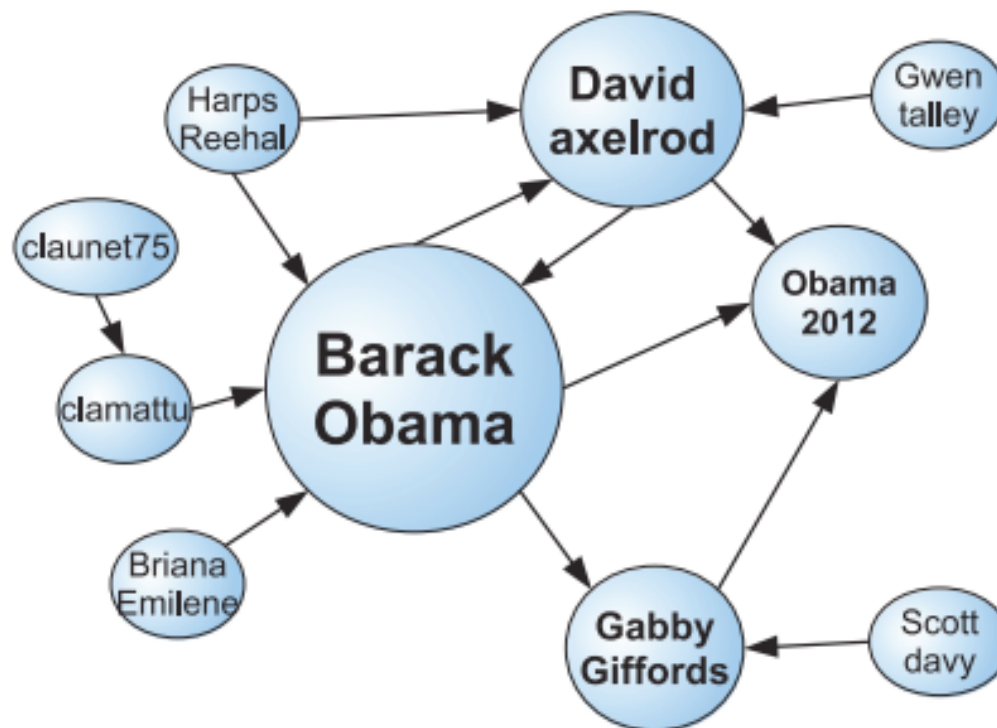 Harps
Reehal
David
axelrod
Gwen
talley
claunet75
Obama
2012
Barack
Obama
clamattu
Briana
Emilene
Gabby
Giffords
Scott
davy